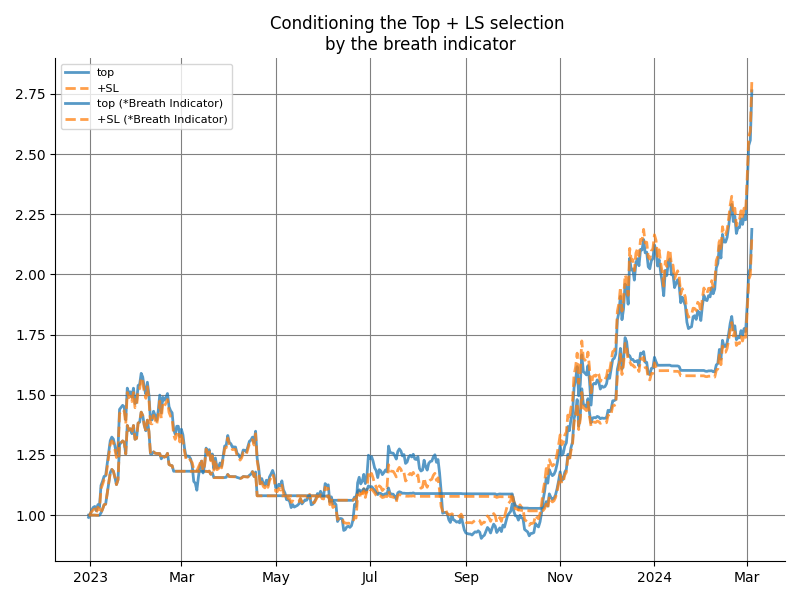 Conditioning the Top + LS selection
by the breath indicator
top
+SL
top (*Breath Indicator)
+SL (*Breath Indicator)
2.75
2.50
2.25
2.00
1.75
1.50
1.25
1.00
2023
Mar
May
Jul
Sep
Nov
2024
Mar